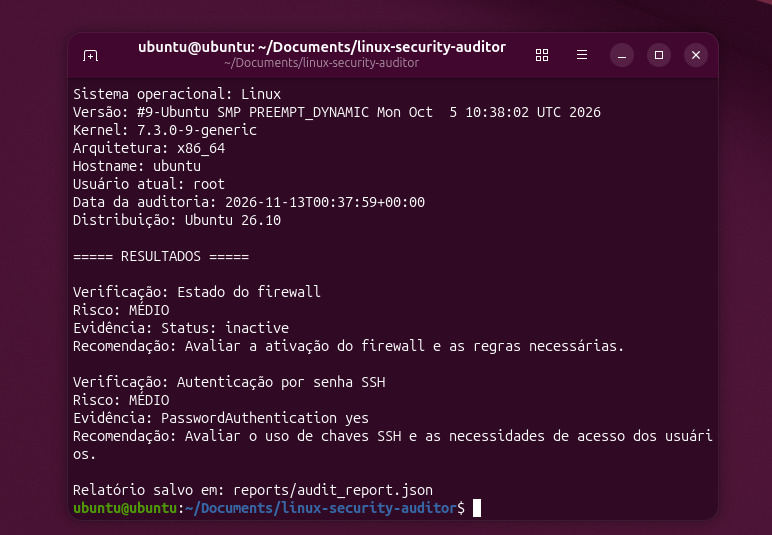 ubuntu@ubuntu: ~/Documents/linux-security-auditor
~/Documents/linux-security-auditor
Sistema operacional: Linux
Versão: #9-Ubuntu SMP PREEMPT_DYNAMIC Mon Oct  5 10:38:02 UTC 2026
Kernel: 7.3.0-9-generic
Arquitetura: x86_64
Hostname: ubuntu
Usuário atual: root
Data da auditoria: 2026-11-13T00:37:59+00:00
Distribuição: Ubuntu 26.10
===== RESULTADOS =====
Verificação: Estado do firewall
Risco: MÉDIO
Evidência: Status: inactive
Recomendação: Avaliar a ativação do firewall e as regras necessárias.
Verificação: Autenticação por senha SSH
Risco: MÉDIO
Evidência: PasswordAuthentication yes
Recomendação: Avaliar o uso de chaves SSH e as necessidades de acesso dos usuári
os.
Relatório salvo em: reports/audit_report.json
ubuntu@ubuntu:~/Documents/linux-security-auditor$